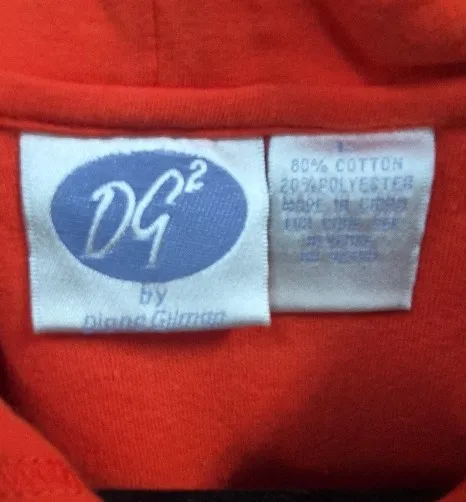 DG²
by
Diane Gilman
L
80% COTTON
20% POLYESTER
MADE IN CHINA